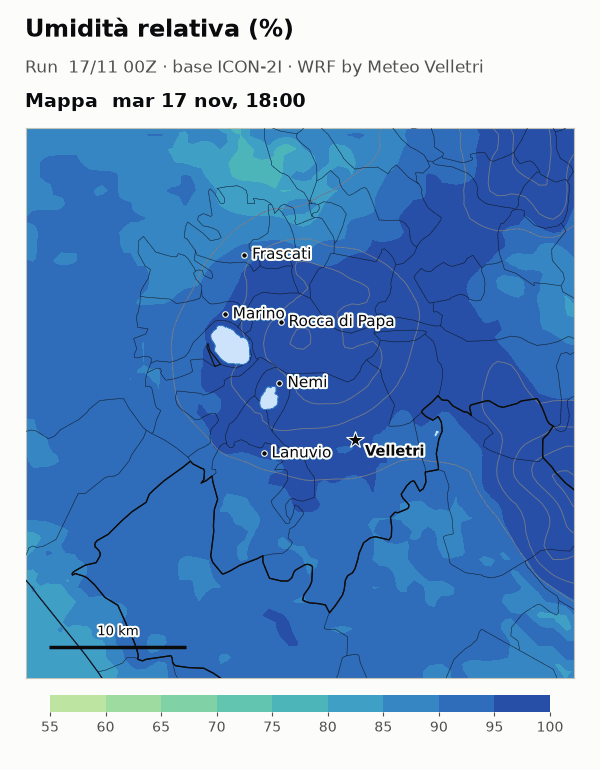 Umidità relativa (%)
Run  17/11 00Z · base ICON-2I · WRF by Meteo Velletri
Mappa  mar 17 nov, 18:00
Frascati
Marino
Rocca di Papa
Nemi
Velletri
Lanuvio
10 km
55 60 65 70 75 80 85 90 95 100